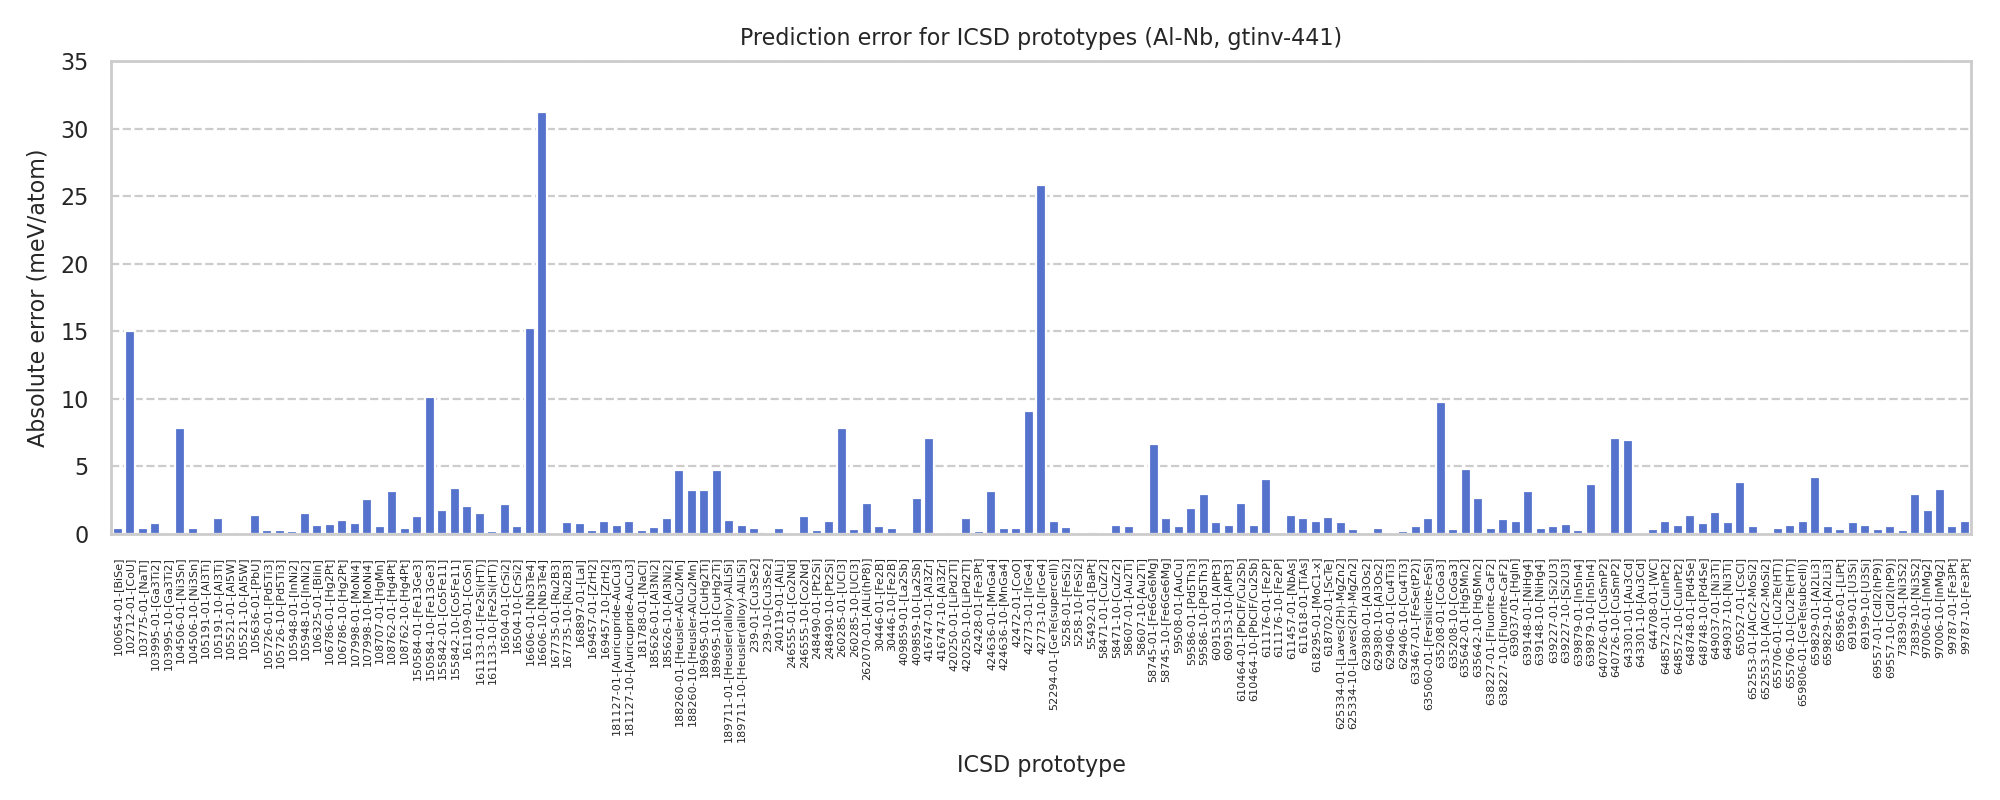 Prediction error for ICSD prototypes (Al-Nb, gtinv-441)
Absolute error (meV/atom)
35
30
25
20
15
10
5
0
100654-01-[BiSe]
102712-01-[CoU]
103775-01-[NaTl]
103995-01-[Ga3Ti2]
103995-10-[Ga3Ti2]
104506-01-[Ni3Sn]
104506-10-[Ni3Sn]
105191-01-[Al3Ti]
105191-10-[Al3Ti]
105521-01-[Al5W]
105521-10-[Al5W]
105636-01-[PbU]
105726-01-[Pd5Ti3]
105726-10-[Pd5Ti3]
105948-01-[InNi2]
105948-10-[InNi2]
106325-01-[BiIn]
106786-01-[Hg2Pt]
106786-10-[Hg2Pt]
107998-01-[MoNi4]
107998-10-[MoNi4]
108707-01-[HgMn]
108762-01-[Hg4Pt]
108762-10-[Hg4Pt]
150584-01-[Fe13Ge3]
150584-10-[Fe13Ge3]
155842-01-[Co5Fe11]
155842-10-[Co5Fe11]
161109-01-[CoSn]
161133-01-[Fe2Si(HT)]
161133-10-[Fe2Si(HT)]
16504-01-[CrSi2]
16504-10-[CrSi2]
16606-01-[Nb3Te4]
16606-10-[Nb3Te4]
167735-01-[Ru2B3]
167735-10-[Ru2B3]
168897-01-[LaI]
169457-01-[ZrH2]
169457-10-[ZrH2]
181127-01-[Auricupride-AuCu3]
181127-10-[Auricupride-AuCu3]
181788-01-[NaCl]
185626-01-[Al3Ni2]
185626-10-[Al3Ni2]
188260-01-[Heusler-AlCu2Mn]
188260-10-[Heusler-AlCu2Mn]
189695-01-[CuHg2Ti]
189695-10-[CuHg2Ti]
189711-01-[Heusler(alloy)-AlLiSi]
189711-10-[Heusler(alloy)-AlLiSi]
239-01-[Cu3Se2]
239-10-[Cu3Se2]
240119-01-[AlLi]
246555-01-[Co2Nd]
246555-10-[Co2Nd]
248490-01-[Pt2Si]
248490-10-[Pt2Si]
260285-01-[UCl3]
260285-10-[UCl3]
262070-01-[AlLi(hP8)]
30446-01-[Fe2B]
30446-10-[Fe2B]
409859-01-[La2Sb]
409859-10-[La2Sb]
416747-01-[Al3Zr]
416747-10-[Al3Zr]
420250-01-[LiPd2Tl]
420250-10-[LiPd2Tl]
42428-01-[Fe3Pt]
424636-01-[MnGa4]
424636-10-[MnGa4]
42472-01-[CoO]
42773-01-[IrGe4]
42773-10-[IrGe4]
52294-01-[GeTe(supercell)]
5258-01-[FeSi2]
5258-10-[FeSi2]
55492-01-[BaPt]
58471-01-[CuZr2]
58471-10-[CuZr2]
58607-01-[Au2Ti]
58607-10-[Au2Ti]
58745-01-[Fe6Ge6Mg]
58745-10-[Fe6Ge6Mg]
59508-01-[AuCu]
59586-01-[Pd5Th3]
59586-10-[Pd5Th3]
609153-01-[AlPt3]
609153-10-[AlPt3]
610464-01-[PbClF/Cu2Sb]
610464-10-[PbClF/Cu2Sb]
611176-01-[Fe2P]
611176-10-[Fe2P]
611457-01-[NbAs]
611618-01-[TiAs]
618295-01-[MoC1-x]
618702-01-[ScTe]
625334-01-[Laves(2H)-MgZn2]
625334-10-[Laves(2H)-MgZn2]
629380-01-[Al3Os2]
629380-10-[Al3Os2]
629406-01-[Cu4Ti3]
629406-10-[Cu4Ti3]
633467-01-[FeSe(tP2)]
635060-01-[Fersilicite-FeSi]
635208-01-[CoGa3]
635208-10-[CoGa3]
635642-01-[Hg5Mn2]
635642-10-[Hg5Mn2]
638227-01-[Fluorite-CaF2]
638227-10-[Fluorite-CaF2]
639037-01-[HgIn]
639148-01-[NiHg4]
639148-10-[NiHg4]
639227-01-[Si2U3]
639227-10-[Si2U3]
639879-01-[In5In4]
639879-10-[In5In4]
640726-01-[CuSmP2]
640726-10-[CuSmP2]
643301-01-[Au3Cd]
643301-10-[Au3Cd]
644708-01-[WC]
648572-01-[CuInPt2]
648572-10-[CuInPt2]
648748-01-[Pd4Se]
648748-10-[Pd4Se]
649037-01-[Ni3Ti]
649037-10-[Ni3Ti]
650527-01-[CsCl]
652553-01-[AlCr2-MoSi2]
652553-10-[AlCr2-MoSi2]
655706-01-[Cu2Te(HT)]
655706-10-[Cu2Te(HT)]
659806-01-[GeTe(subcell)]
659829-01-[Al2Li3]
659829-10-[Al2Li3]
659856-01-[LiPt]
69199-01-[U3Si]
69199-10-[U3Si]
69557-01-[CdI2(hP9)]
69557-10-[CdI2(hP9)]
73839-01-[Ni3S2]
73839-10-[Ni3S2]
97006-01-[InMg2]
97006-10-[InMg2]
99787-01-[Fe3Pt]
99787-10-[Fe3Pt]
ICSD prototype